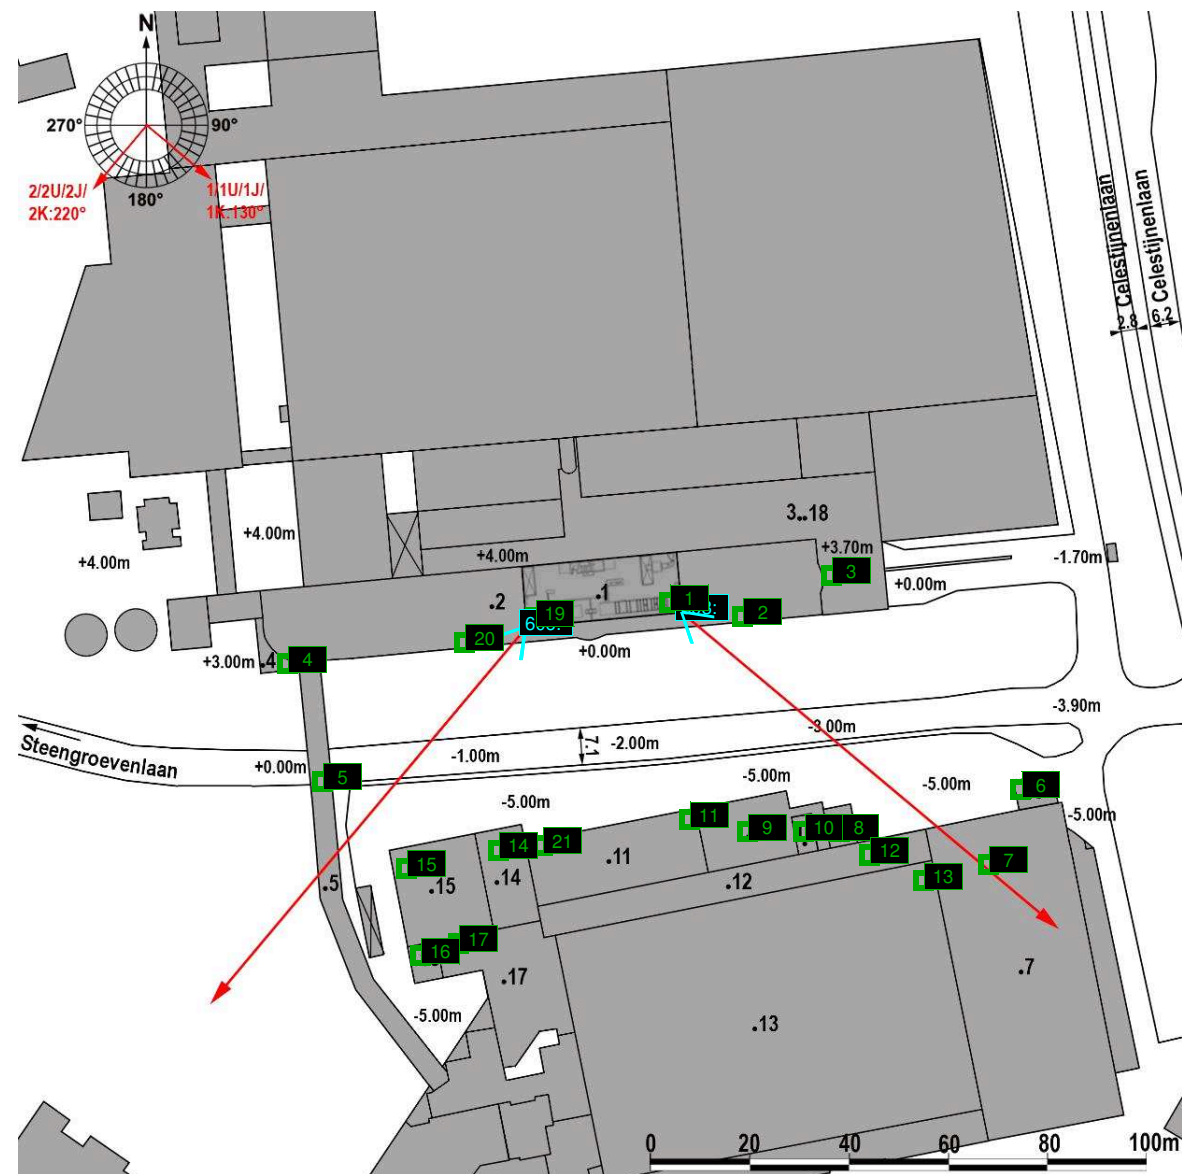 N
270°
90°
180°
2/2U/2J/
2K:220°
1/1U/1J/
1K:130°
Celestijnenlaan
Celestijnenlaan
2.8
6.2
+4.00m
+4.00m
+4.00m
3
18
+3.70m
-1.70m
+0.00m
3
1
2
1
2
19
20
+0.00m
+3.00m
4
4
-3.90m
-3.00m
Steengroevenlaan
+0.00m
-1.00m
7.1
-2.00m
5
-5.00m
-5.00m
-5.00m
6
-5.00m
11
9
10
8
12
7
13
14
21
15
11
12
14
15
5
16
17
17
7
13
-5.00m
0
20
40
60
80
100m